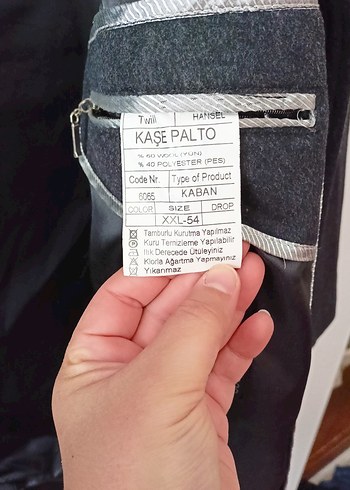 Twill HANSEL
KAŞE PALTO
% 60 WOOL (YÜN)
% 40 POLYESTER (PES)
Code Nr. Type of Product
6065 KABAN
COLOR SIZE DROP
XXL-54
Tamburlu Kurutma Yapılmaz
Kuru Temizleme Yapılabilir
Ilık Derecede Ütüleyiniz
Klorla Ağartma Yapmayınız
Yıkanmaz